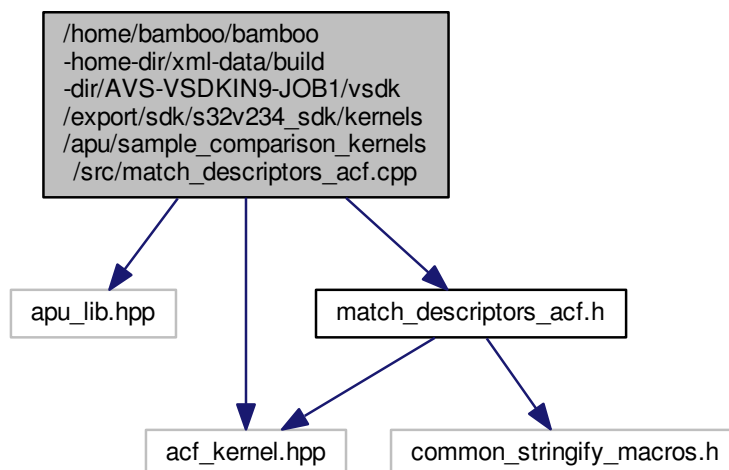 /home/bamboo/bamboo
-home-dir/xml-data/build
-dir/AVS-VSDKIN9-JOB1/vsdk
/export/sdk/s32v234_sdk/kernels
/apu/sample_comparison_kernels
/src/match_descriptors_acf.cpp
apu_lib.hpp
match_descriptors_acf.h
acf_kernel.hpp
common_stringify_macros.h